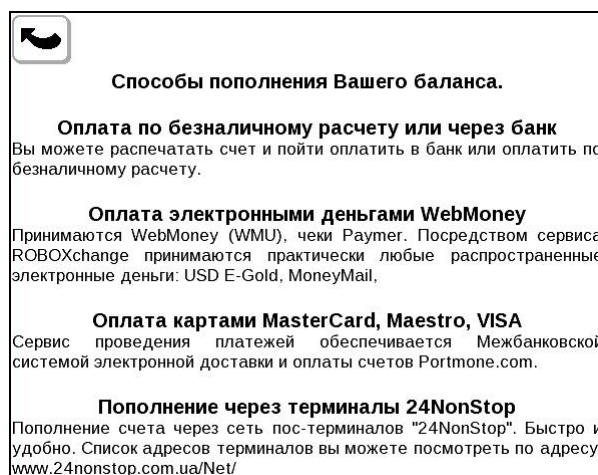 Способы пополнения Вашего баланса.
Оплата по безналичному расчету или через банк
Вы можете распечатать счет и пойти оплатить в банк или оплатить по
безналичному расчету.
Оплата электронными деньгами WebMoney
Принимаются WebMoney (WMU), чеки Paymer. Посредством сервиса
ROBOXchange принимаются практически любые распространенные
электронные деньги: USD E-Gold, MoneyMail,
Оплата картами MasterCard, Maestro, VISA
Сервис проведения платежей обеспечивается Межбанковской
системой электронной доставки и оплаты счетов Portmone.com.
Пополнение через терминалы 24NonStop
Пополнение счета через сеть пос-терминалов "24NonStop". Быстро и
удобно. Список адресов терминалов вы можете посмотреть по адресу
www.24nonstop.com.ua/Net/